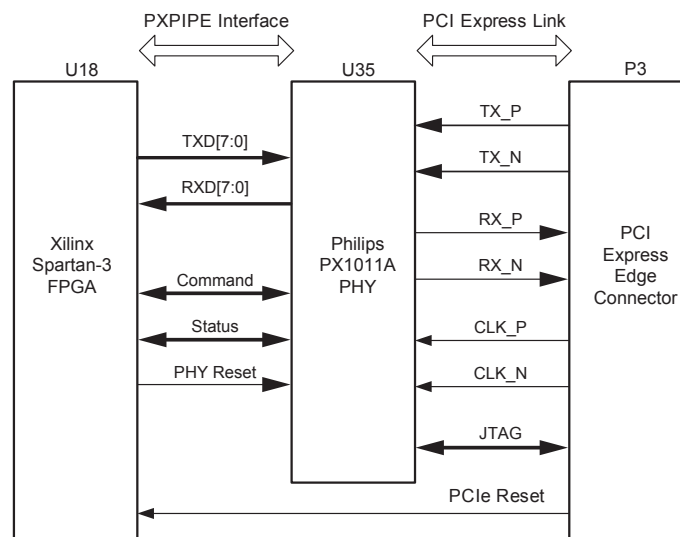 PXPIPE Interface
PCI Express Link
U18
U35
P3
TXD[7:0]
RXD[7:0]
Command
Status
PHY Reset
Xilinx
Spartan-3
FPGA
Philips
PX1011A
PHY
TX_P
TX_N
RX_P
RX_N
CLK_P
CLK_N
JTAG
PCIe Reset
PCI
Express
Edge
Connector